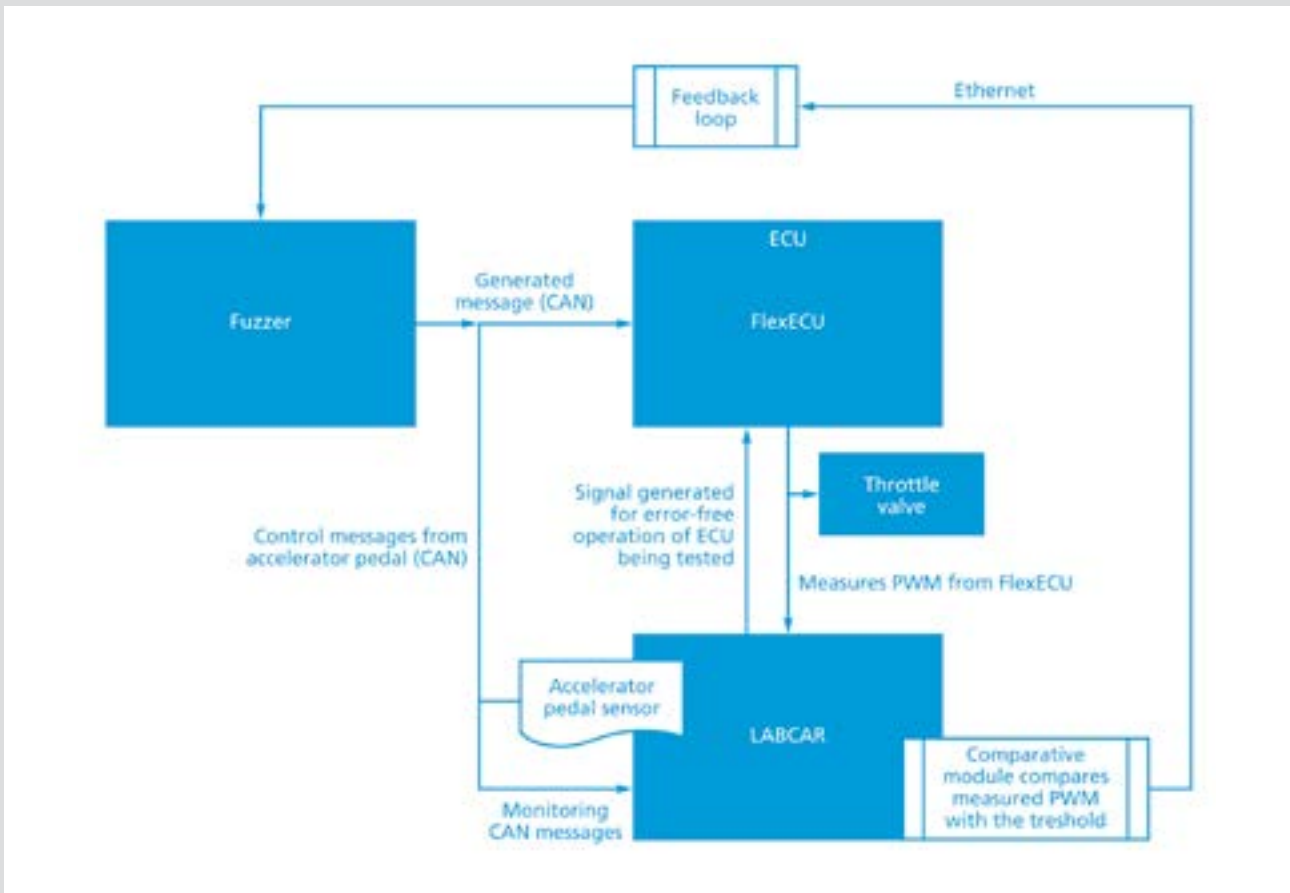 Feedback
loop
Ethernet
ECU
Generated
message (CAN)
Fuzzer
FlexECU
Throttle
valve
Signal generated
for error-free
operation of ECU
being tested
Control messages from
accelerator pedal (CAN)
Measures PWM from FlexECU
Accelerator
pedal sensor
LABCAR
Comparative
module compares
measured PWM
with the treshold
Monitoring
CAN messages